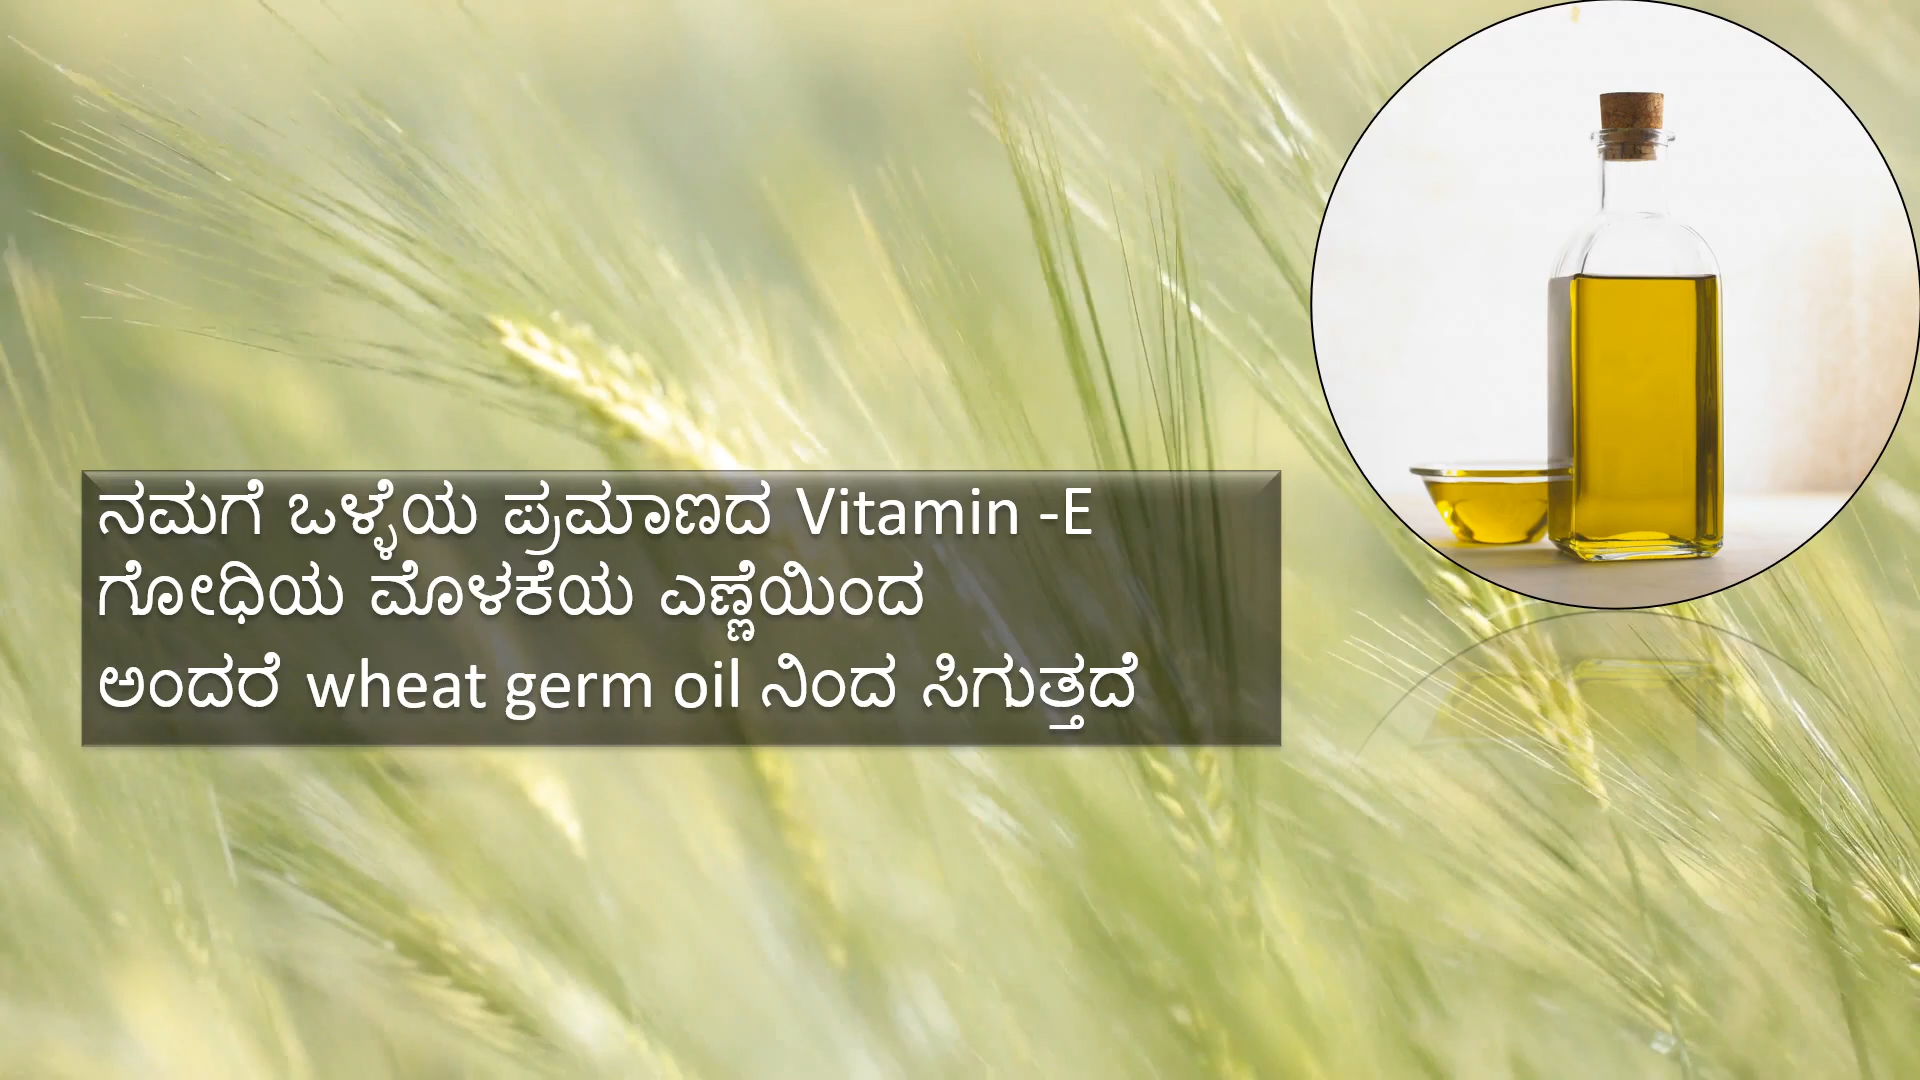 ನಮಗೆ ಒಳ್ಳೆಯ ಪ್ರಮಾಣದ Vitamin -E
ಗೋಧಿಯ ಮೊಳಕೆಯ ಎಣ್ಣೆಯಿಂದ
ಅಂದರೆ wheat germ oil ನಿಂದ ಸಿಗುತ್ತದೆ